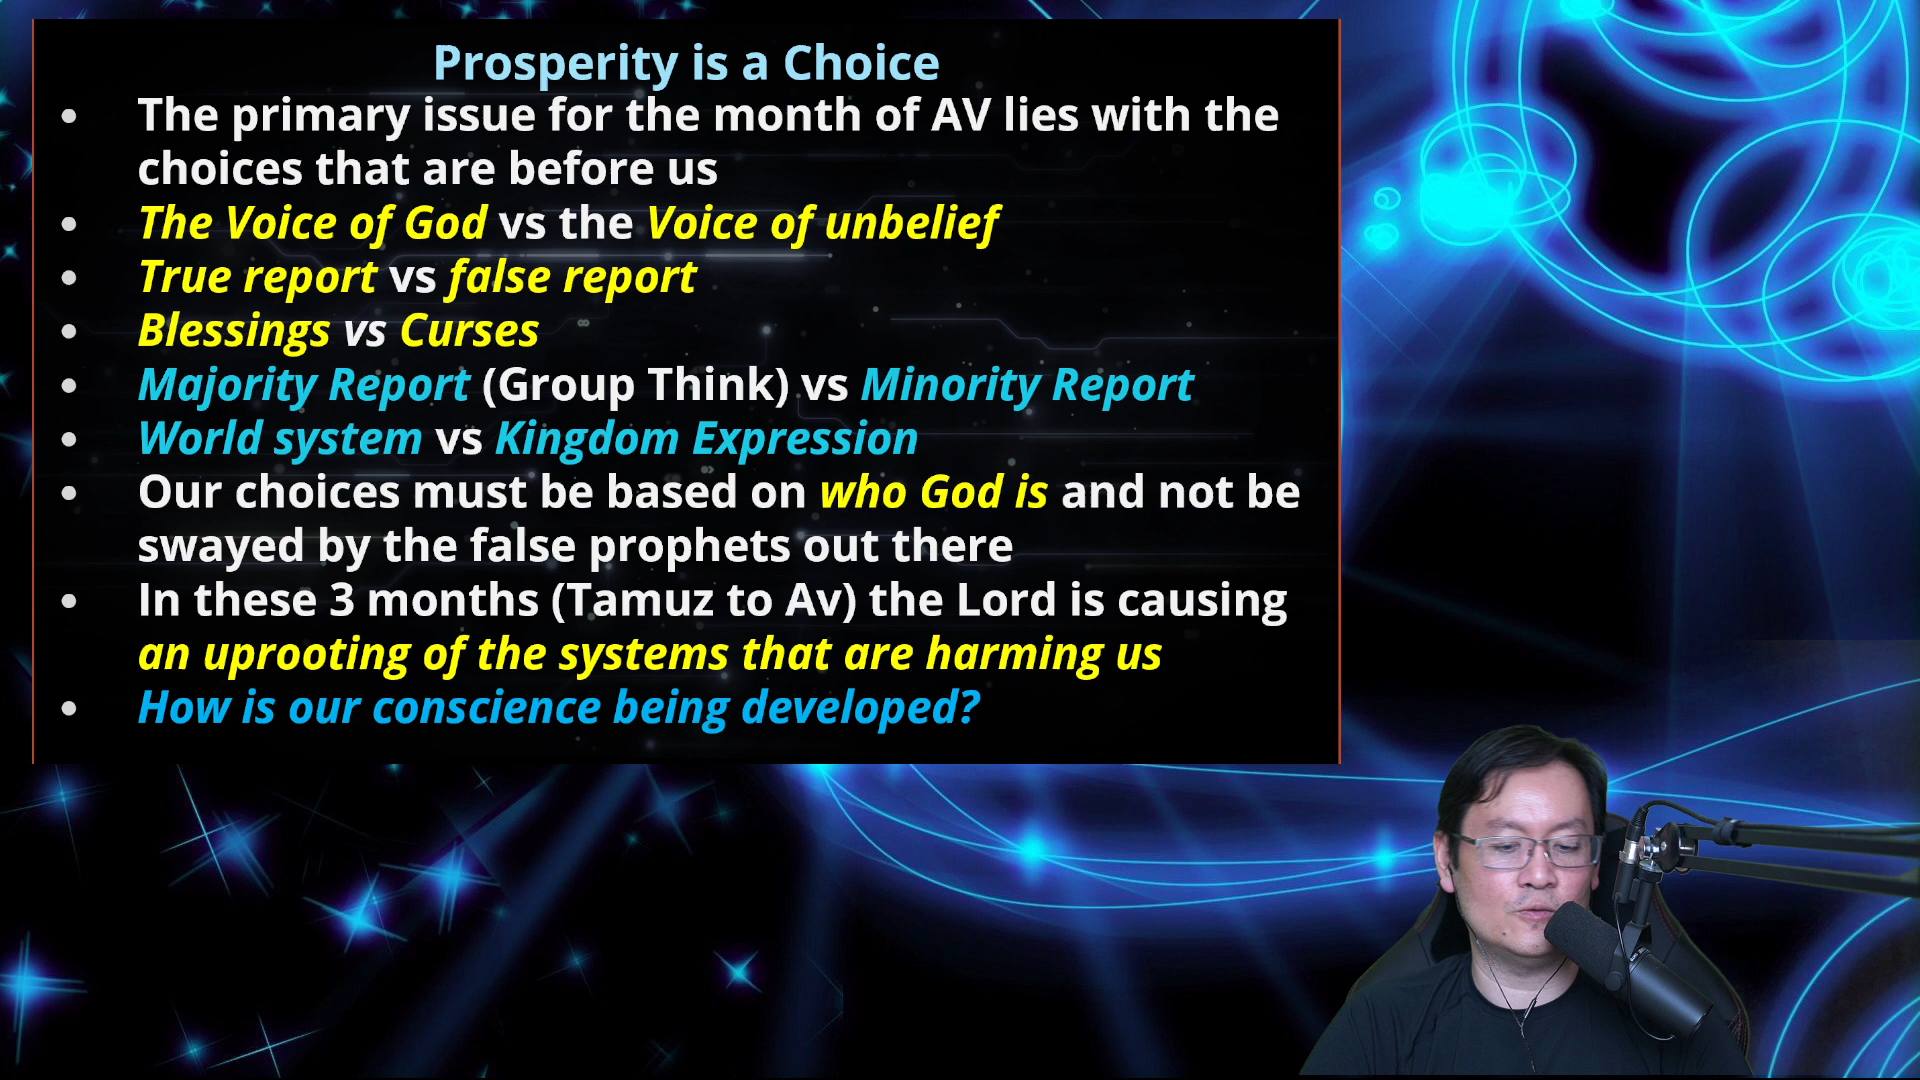 Prosperity is a Choice
• The primary issue for the month of AV lies with the
choices that are before us
• The Voice of God vs the Voice of unbelief
• True report vs false report
• Blessings vs Curses
• Majority Report (Group Think) vs Minority Report
• World system vs Kingdom Expression
• Our choices must be based on who God is and not be
swayed by the false prophets out there
• In these 3 months (Tamuz to Av) the Lord is causing
an uprooting of the systems that are harming us
• How is our conscience being developed?